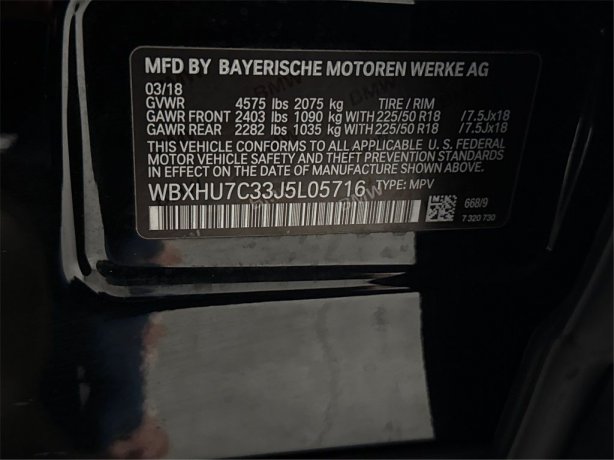 MFD BY BAYERISCHE MOTOREN WERKE AG
03/18
GVWR 4575 lbs 2075 kg TIRE / RIM
GAWR FRONT 2403 lbs 1090 kg WITH 225/50 R18 / 7.5Jx18
GAWR REAR 2282 lbs 1035 kg WITH 225/50 R18 / 7.5Jx18
THIS VEHICLE CONFORMS TO ALL APPLICABLE U. S. FEDERAL
MOTOR VEHICLE SAFETY AND THEFT PREVENTION STANDARDS
IN EFFECT ON THE DATE OF MANUFACTURE SHOWN ABOVE.
WBXHU7C33J5L05716 TYPE: MPV
668/9
7 320 730